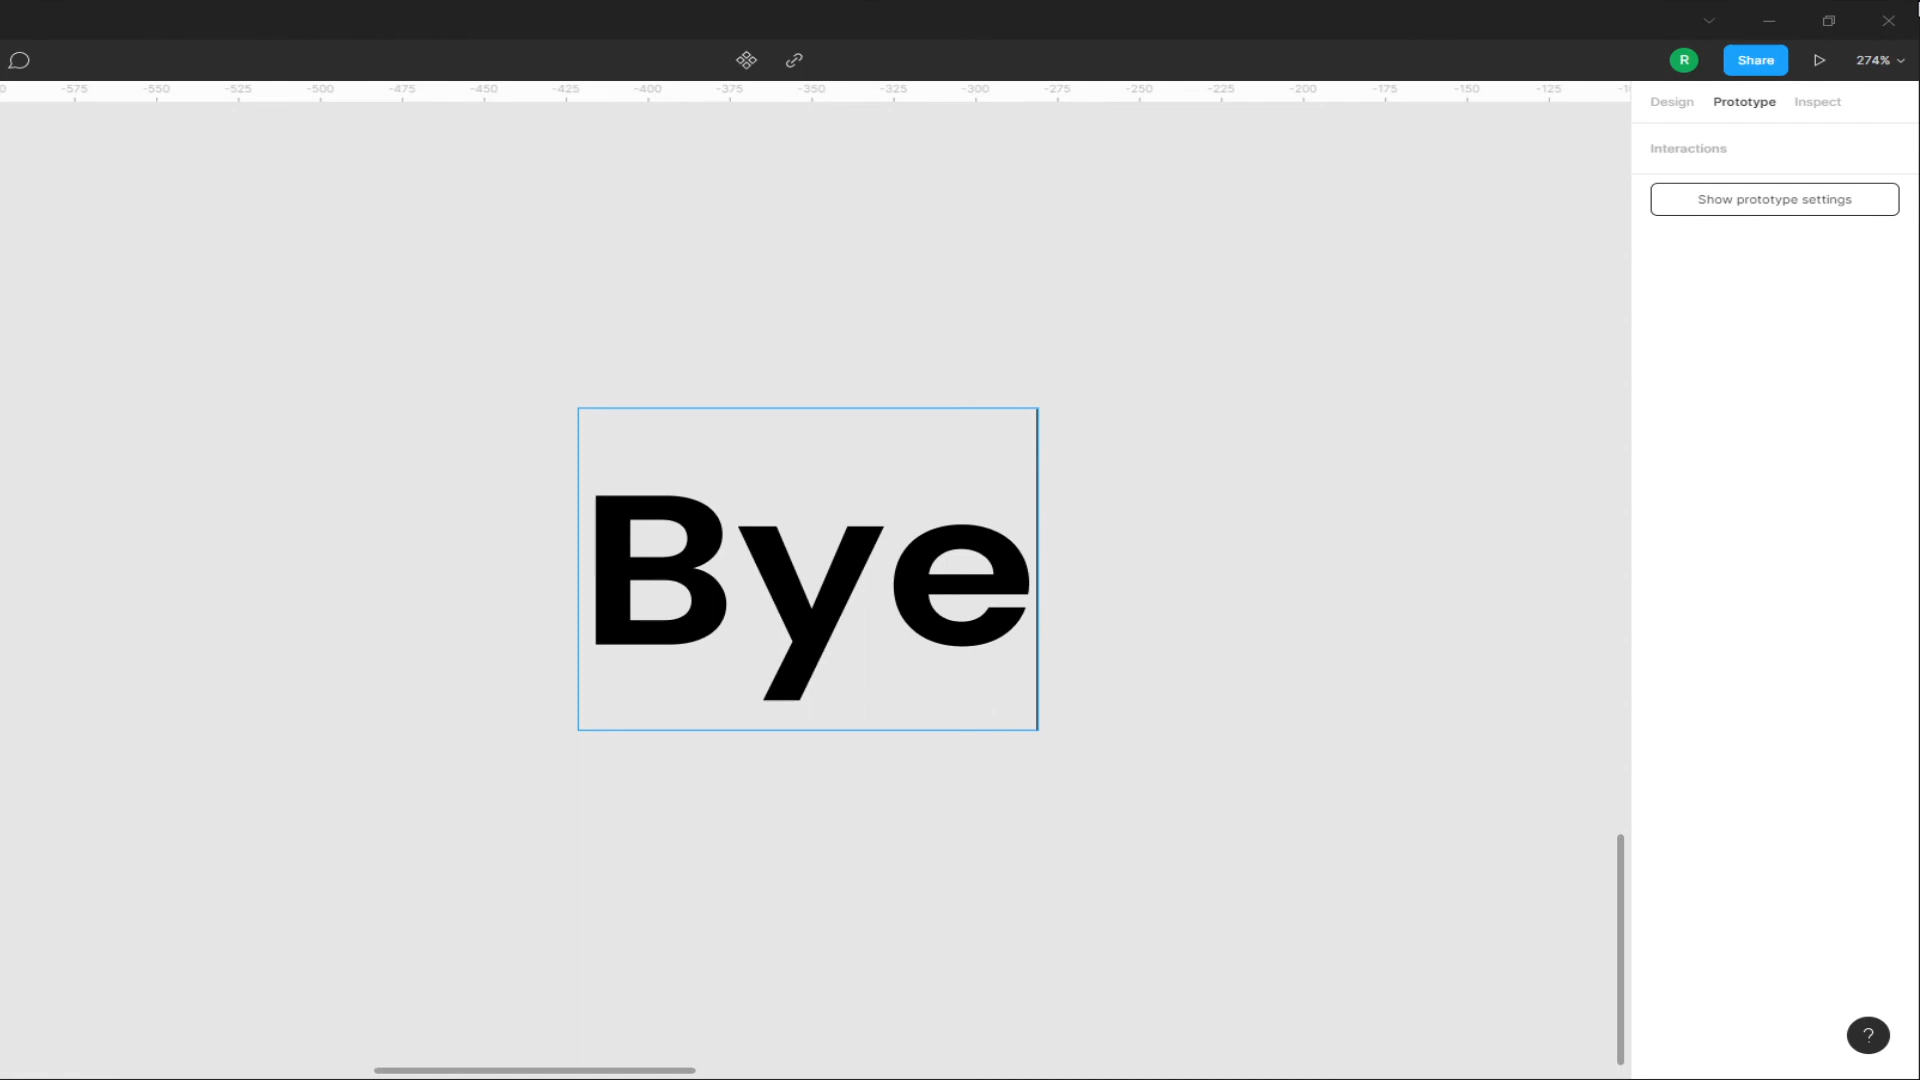 R Share 274%
-575 -550 -525 -500 -475 -450 -425 -400 -375 -350 -325 -300 -275 -250 -225 -200 -175 -150 -125
Design Prototype Inspect
Interactions
Show prototype settings
Bye
?